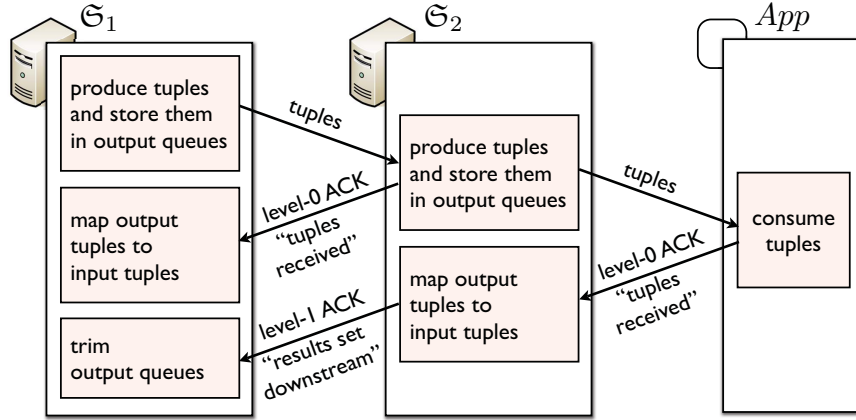 𝔖1
𝔖2
App
produce tuples
and store them
in output queues
tuples
produce tuples
and store them
in output queues
tuples
consume
tuples
level-0 ACK
“tuples
received”
map output
tuples to
input tuples
level-0 ACK
“tuples
received”
map output
tuples to
input tuples
level-1 ACK
“results set
downstream”
trim
output queues